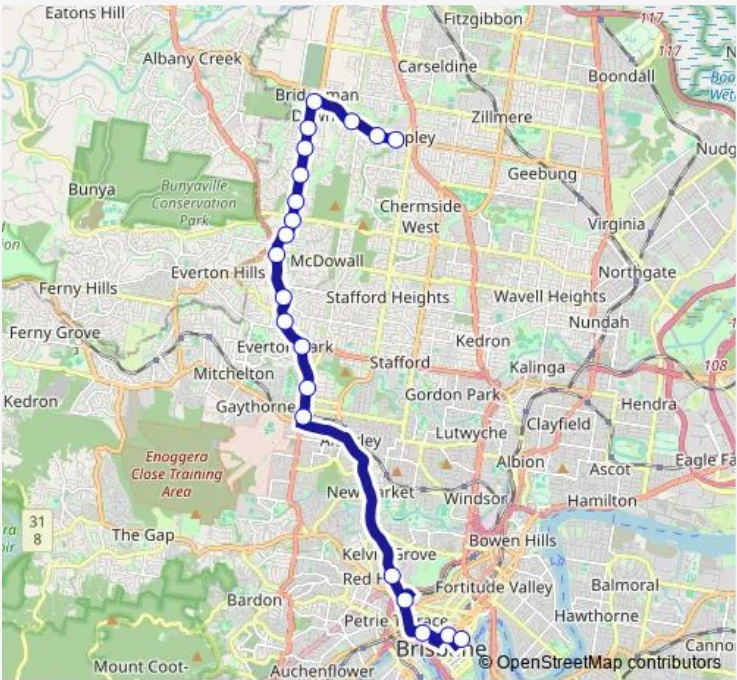 Eatons Hill
Fitzgibbon
117
Albany Creek
Carseldine
117
Boondall
Zillmere
Nudg
Bunya
Bunyaville
Conservation
Park
Geebung
Chermside
West
Virginia
Everton Hills
McDowall
Northgate
Ferny Hills
Stafford Heights
Wavell Heights
Nundah
Ferny Grove
3
Kedron
Stafford
Kalinga
108
Mitchelton
Kedron
Gordon Park
Hendra
Gaythorne
Lutwyche
Clayfield
Enoggera
Close Training
Area
Albion
Ascot
Eagle Fa
Windsor
Hamilton
31
8
The Gap
Bowen Hills
Fortitude Valley
Balmoral
Bardon
Hawthorne
Brisbane
Canno
Mount Coot-
Auchenflower
© OpenStreetMap contributors